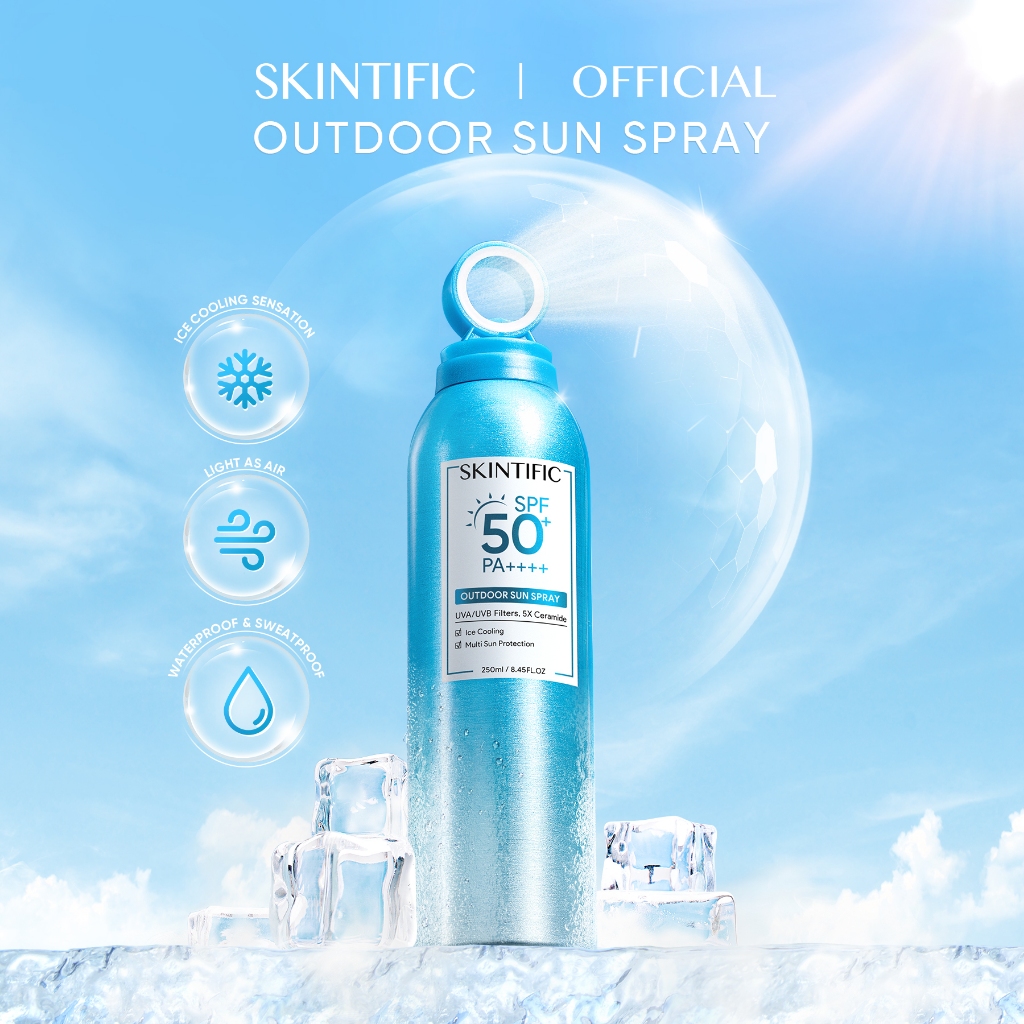 SKINTIFIC | OFFICIAL
OUTDOOR SUN SPRAY
ICE COOLING SENSATION
LIGHT AS AIR
WATERPROOF & SWEATPROOF
SKINTIFIC
SPF
50+
PA++++
OUTDOOR SUN SPRAY
UVA/UVB Filters, 5X Ceramide
☑ Ice Cooling
☑ Multi Sun Protection
250ml / 8.45FL.OZ